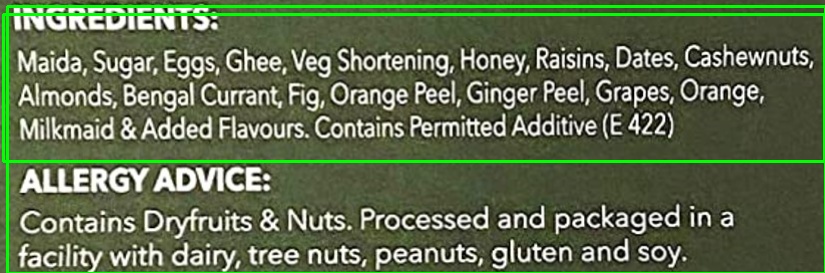 INGREDIENTS:
Maida, Sugar, Eggs, Ghee, Veg Shortening, Honey, Raisins, Dates, Cashewnuts,
Almonds, Bengal Currant, Fig, Orange Peel, Ginger Peel, Grapes, Orange,
Milkmaid & Added Flavours. Contains Permitted Additive (E 422)
ALLERGY ADVICE:
Contains Dryfruits & Nuts. Processed and packaged in a
facility with dairy, tree nuts, peanuts, gluten and soy.